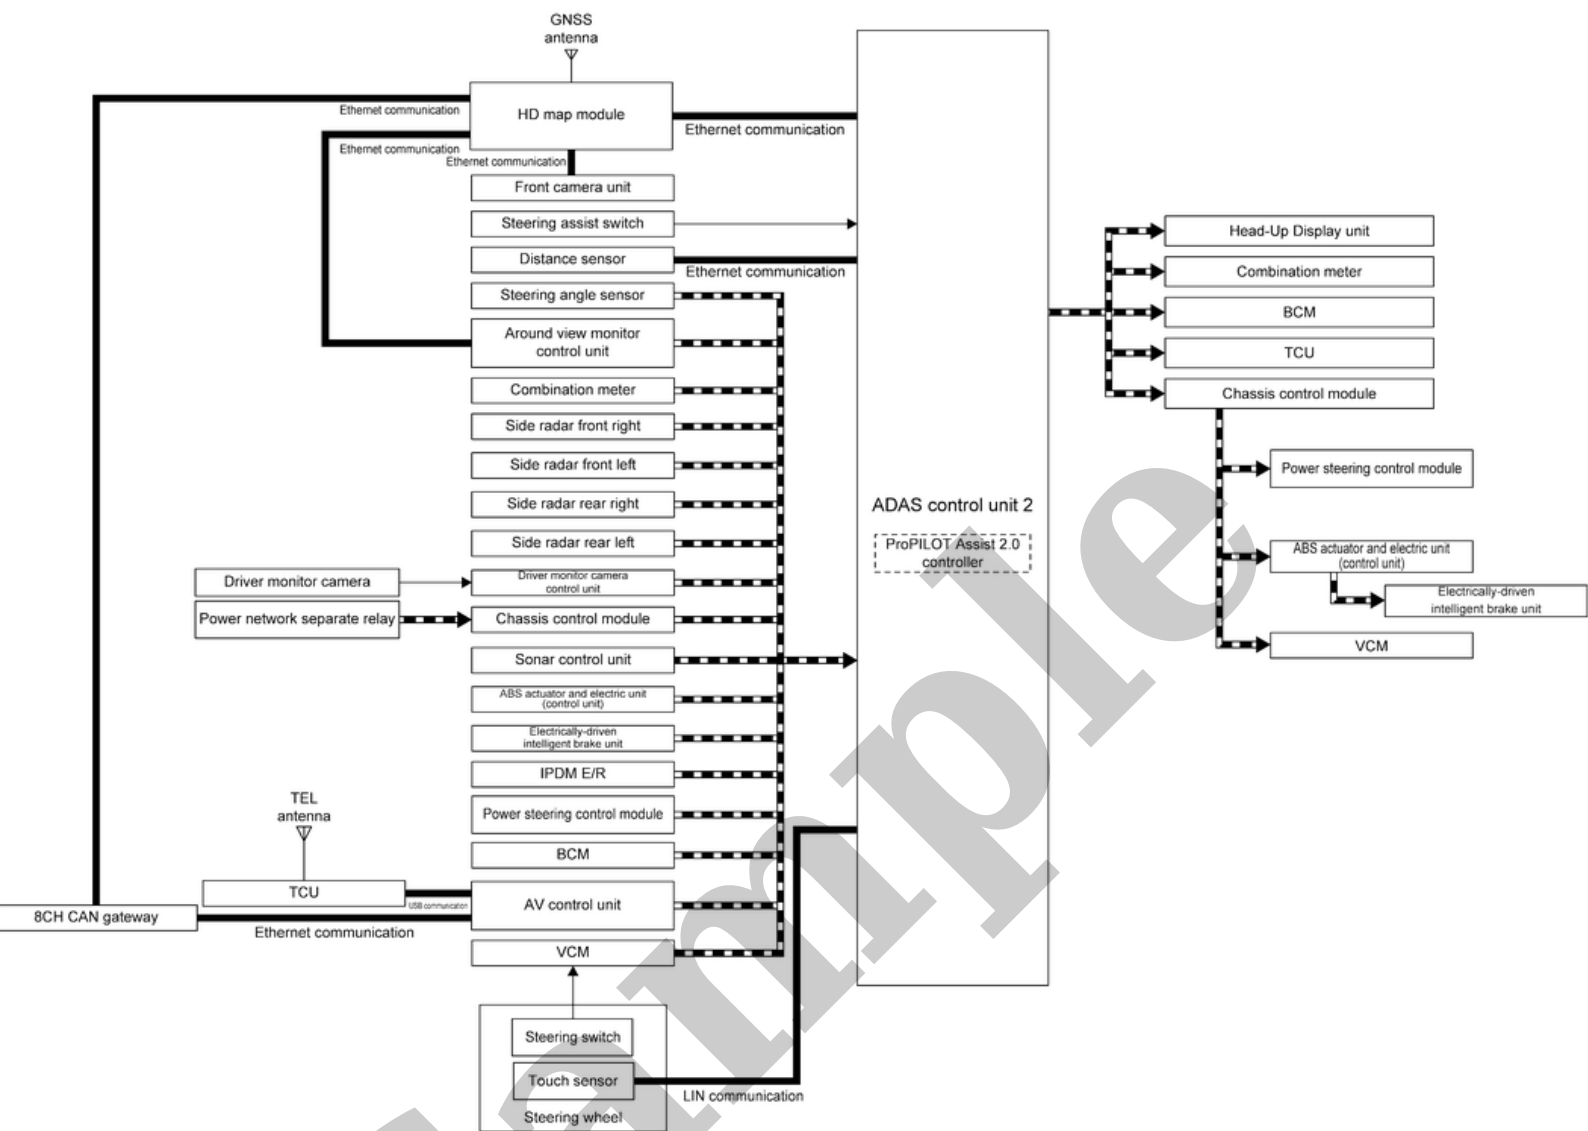 GNSS
antenna
HD map module
Ethernet communication
Ethernet communication
Ethernet communication
Ethernet communication
Front camera unit
Steering assist switch
Distance sensor
Ethernet communication
Steering angle sensor
Around view monitor
control unit
Combination meter
Side radar front right
Side radar front left
Side radar rear right
Side radar rear left
Driver monitor camera
Driver monitor camera
control unit
Power network separate relay
Chassis control module
Sonar control unit
ABS actuator and electric unit
(control unit)
Electrically-driven
intelligent brake unit
IPDM E/R
Power steering control module
BCM
TEL
antenna
TCU
USB communication
AV control unit
8CH CAN gateway
Ethernet communication
VCM
Steering switch
Touch sensor
Steering wheel
LIN communication
ADAS control unit 2
ProPILOT Assist 2.0
controller
Head-Up Display unit
Combination meter
BCM
TCU
Chassis control module
Power steering control module
ABS actuator and electric unit
(control unit)
Electrically-driven
intelligent brake unit
VCM
Sample